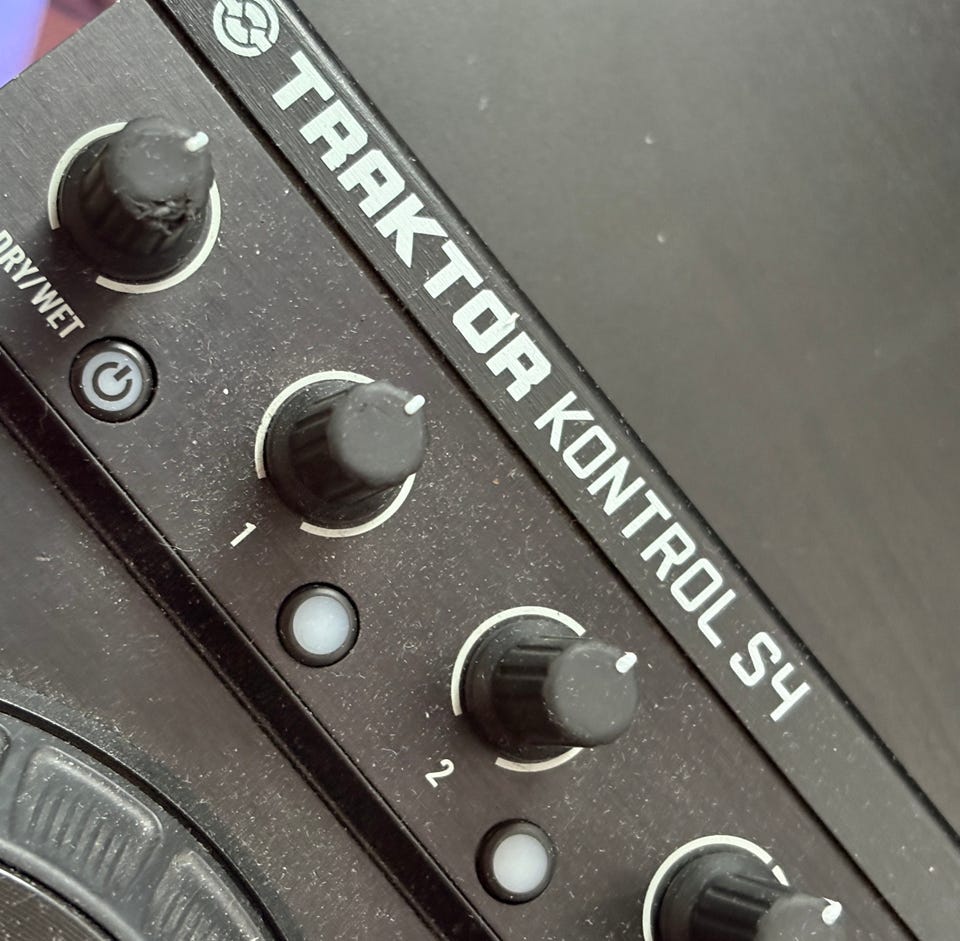 TRAKTOR KONTROL S4
DRY/WET
1
2